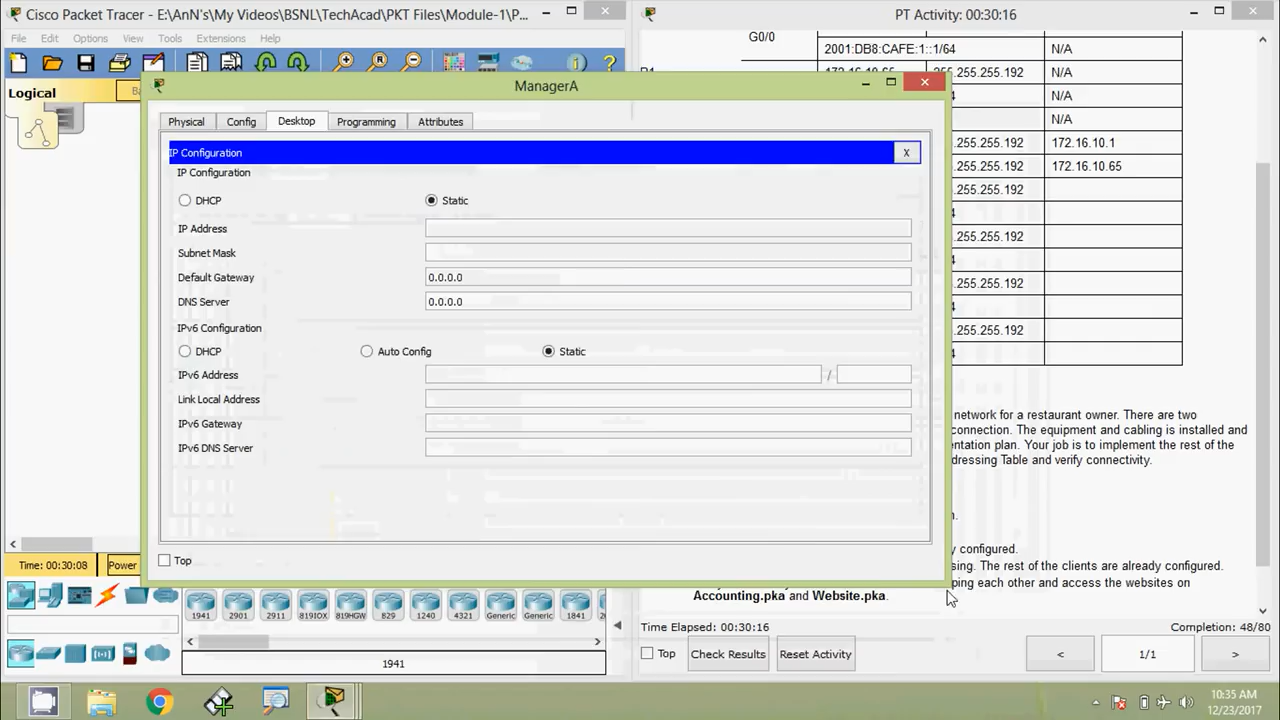 Cisco Packet Tracer - E:\AnN's\My Videos\BSNL\TechAcad\PKT Files\Module-1\P...
PT Activity: 00:30:16
File Edit Options View Tools Extensions Help
G0/0
2001:DB8:CAFE:1::1/64 N/A
255.255.192 N/A
N/A
N/A
.255.255.192 172.16.10.1
.255.255.192 172.16.10.65
.255.255.192
.255.255.192
.255.255.192
.255.255.192
Logical
ManagerA
Physical Config Desktop Programming Attributes
IP Configuration
X
IP Configuration
DHCP Static
IP Address
Subnet Mask
Default Gateway 0.0.0.0
DNS Server 0.0.0.0
IPv6 Configuration
DHCP Auto Config Static
IPv6 Address /
Link Local Address
IPv6 Gateway
IPv6 DNS Server
Top
network for a restaurant owner. There are two
connection. The equipment and cabling is installed and
entation plan. Your job is to implement the rest of the
dressing Table and verify connectivity.
y configured.
sing. The rest of the clients are already configured.
ping each other and access the websites on
Accounting.pka and Website.pka.
Time: 00:30:08 Power
1941 2901 2911 819IOX 819HGW 829 1240 4321 Generic Generic 1841
1941
Time Elapsed: 00:30:16 Completion: 48/80
Top Check Results Reset Activity < 1/1 >
10:35 AM
12/23/2017